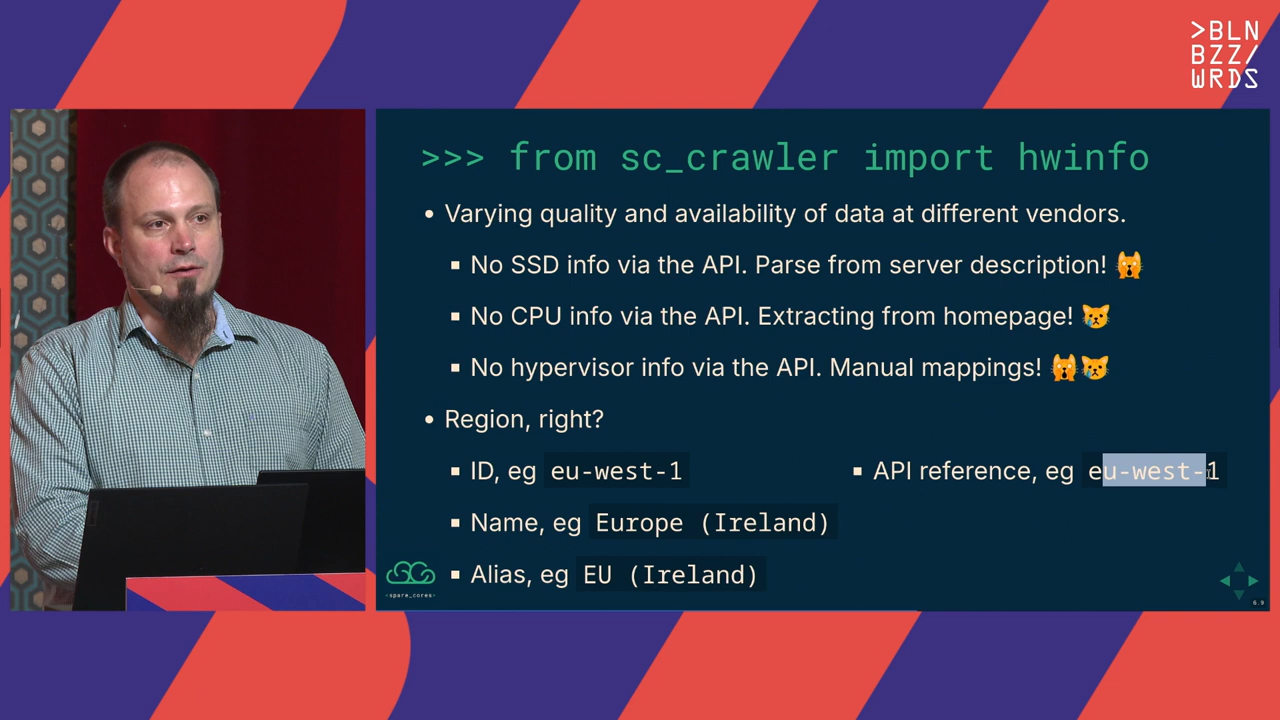 >BLN
BZZ/
WRDS
>>> from sc_crawler import hwinfo
• Varying quality and availability of data at different vendors.
▪ No SSD info via the API. Parse from server description! 🙀
▪ No CPU info via the API. Extracting from homepage! 😿
▪ No hypervisor info via the API. Manual mappings! 🙀😿
• Region, right?
▪ ID, eg eu-west-1
▪ API reference, eg eu-west-1
▪ Name, eg Europe (Ireland)
▪ Alias, eg EU (Ireland)
<spare_cores>
6.9